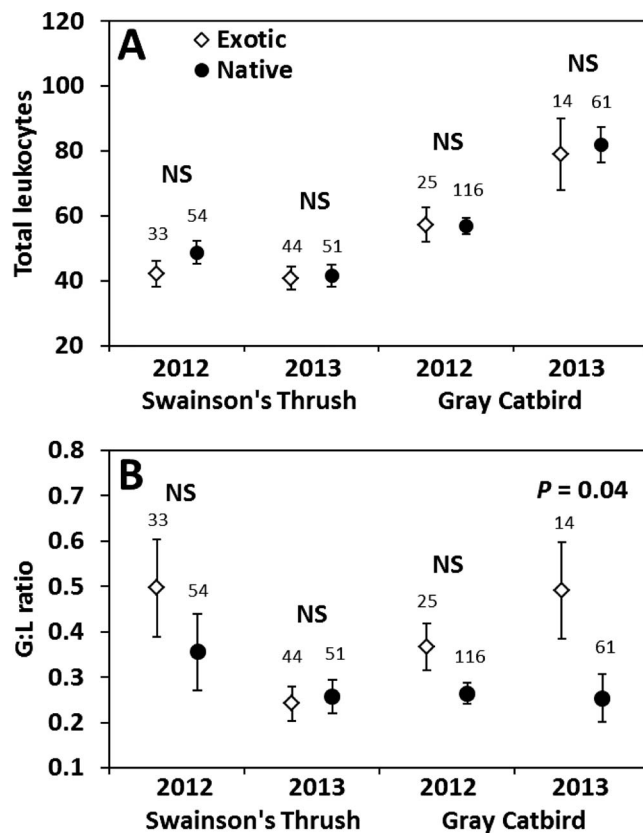 A
Exotic
Native
Total leukocytes
120
100
80
60
40
20
NS
33
54
NS
44
51
NS
25
116
NS
14
61
2012 2013 2012 2013
Swainson's Thrush Gray Catbird
B
G:L ratio
0.8
0.7
0.6
0.5
0.4
0.3
0.2
0.1
NS
33
54
NS
44
51
NS
25
116
P = 0.04
14
61
2012 2013 2012 2013
Swainson's Thrush Gray Catbird